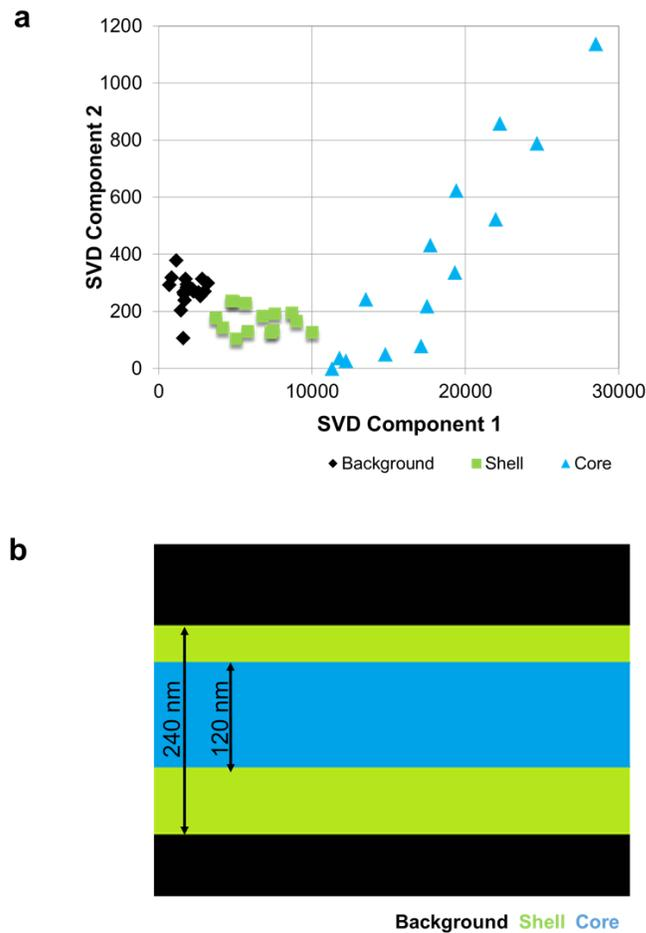 a
1200
1000
800
600
400
200
0
SVD Component 2
0 10000 20000 30000
SVD Component 1
Background Shell Core
b
240 nm
120 nm
Background Shell Core